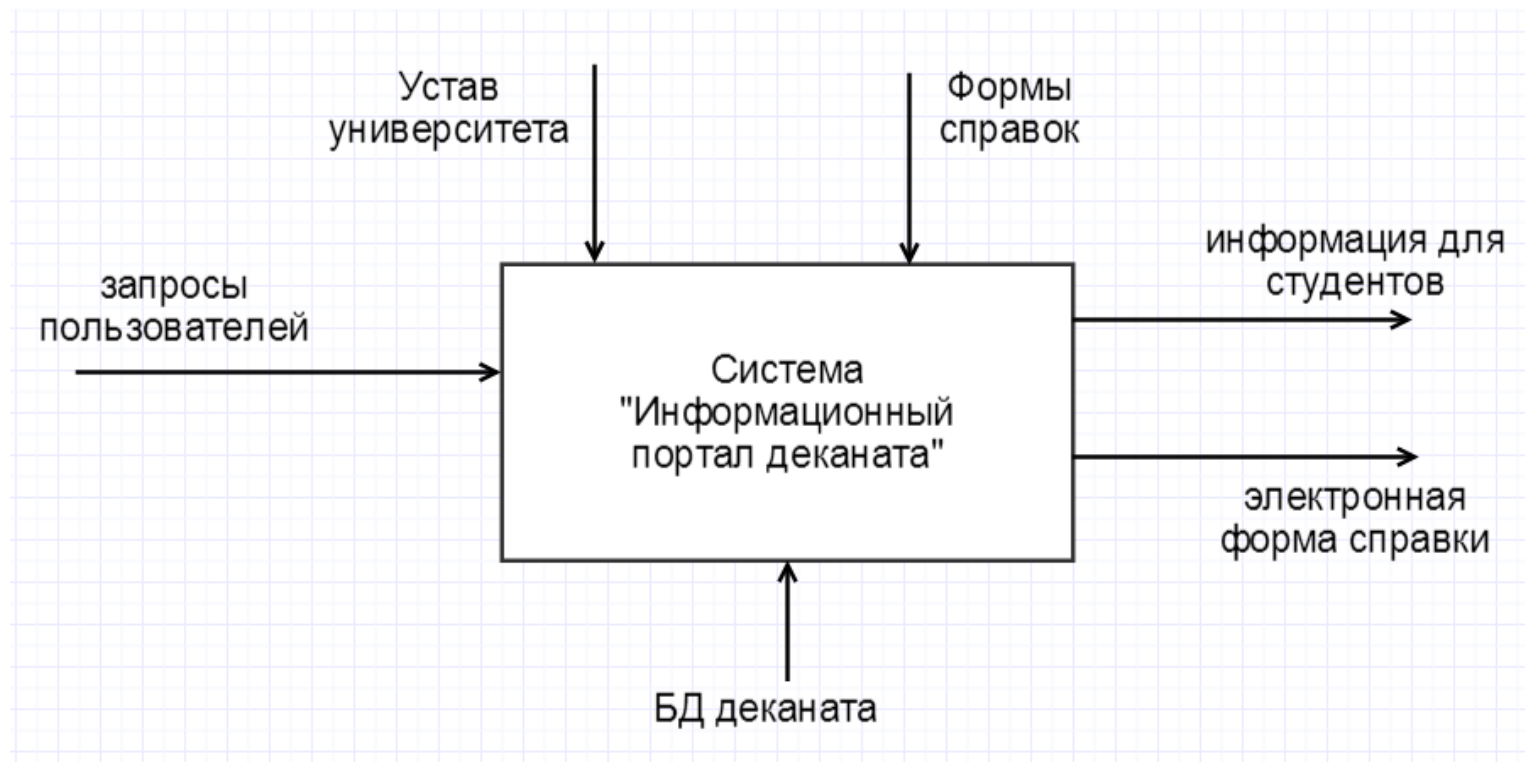 Устав
университета
Формы
справок
информация для
студентов
запросы
пользователей
Система
"Информационный
портал деканата"
электронная
форма справки
БД деканата